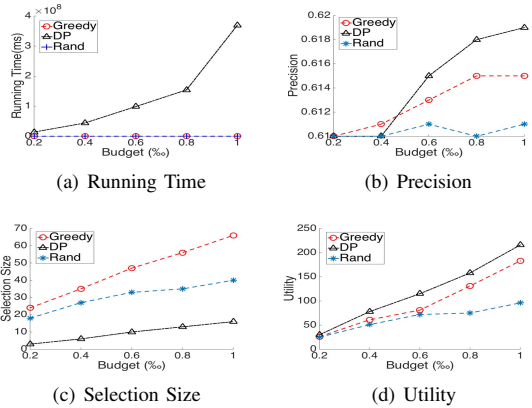 × 10^8
4
3
2
1
0
Running Time(ms)
Greedy
DP
Rand
0.2 0.4 0.6 0.8 1
Budget (‰)
(a) Running Time
0.62
0.618
0.616
0.614
0.612
0.61
Precision
Greedy
DP
Rand
0.2 0.4 0.6 0.8 1
Budget (‰)
(b) Precision
70
60
50
40
30
20
10
0
Selection Size
Greedy
DP
Rand
0.2 0.4 0.6 0.8 1
Budget (‰)
(c) Selection Size
250
200
150
100
50
0
Utility
Greedy
DP
Rand
0.2 0.4 0.6 0.8 1
Budget (‰)
(d) Utility